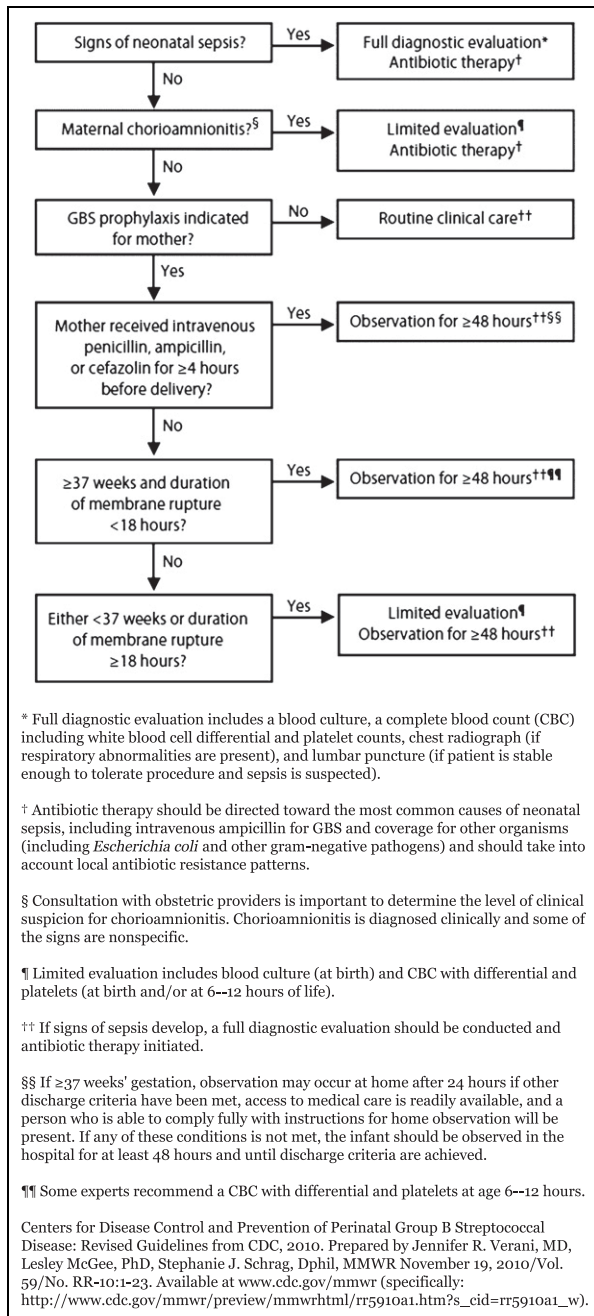 Signs of neonatal sepsis?
Yes
Full diagnostic evaluation*
Antibiotic therapy†
No
Maternal chorioamnionitis?§
Yes
Limited evaluation¶
Antibiotic therapy†
No
GBS prophylaxis indicated
for mother?
No
Routine clinical care††
Yes
Mother received intravenous
penicillin, ampicillin,
or cefazolin for ≥4 hours
before delivery?
Yes
Observation for ≥48 hours††§§
No
≥37 weeks and duration
of membrane rupture
<18 hours?
Yes
Observation for ≥48 hours††¶¶
No
Either <37 weeks or duration
of membrane rupture
≥18 hours?
Yes
Limited evaluation¶
Observation for ≥48 hours††
* Full diagnostic evaluation includes a blood culture, a complete blood count (CBC)
including white blood cell differential and platelet counts, chest radiograph (if
respiratory abnormalities are present), and lumbar puncture (if patient is stable
enough to tolerate procedure and sepsis is suspected).
† Antibiotic therapy should be directed toward the most common causes of neonatal
sepsis, including intravenous ampicillin for GBS and coverage for other organisms
(including Escherichia coli and other gram-negative pathogens) and should take into
account local antibiotic resistance patterns.
§ Consultation with obstetric providers is important to determine the level of clinical
suspicion for chorioamnionitis. Chorioamnionitis is diagnosed clinically and some of
the signs are nonspecific.
¶ Limited evaluation includes blood culture (at birth) and CBC with differential and
platelets (at birth and/or at 6--12 hours of life).
†† If signs of sepsis develop, a full diagnostic evaluation should be conducted and
antibiotic therapy initiated.
§§ If ≥37 weeks' gestation, observation may occur at home after 24 hours if other
discharge criteria have been met, access to medical care is readily available, and a
person who is able to comply fully with instructions for home observation will be
present. If any of these conditions is not met, the infant should be observed in the
hospital for at least 48 hours and until discharge criteria are achieved.
¶¶ Some experts recommend a CBC with differential and platelets at age 6--12 hours.
Centers for Disease Control and Prevention of Perinatal Group B Streptococcal
Disease: Revised Guidelines from CDC, 2010. Prepared by Jennifer R. Verani, MD,
Lesley McGee, PhD, Stephanie J. Schrag, Dphil, MMWR November 19, 2010/Vol.
59/No. RR-10:1-23. Available at www.cdc.gov/mmwr (specifically:
http://www.cdc.gov/mmwr/preview/mmwrhtml/rr5910a1.htm?s_cid=rr5910a1_w).